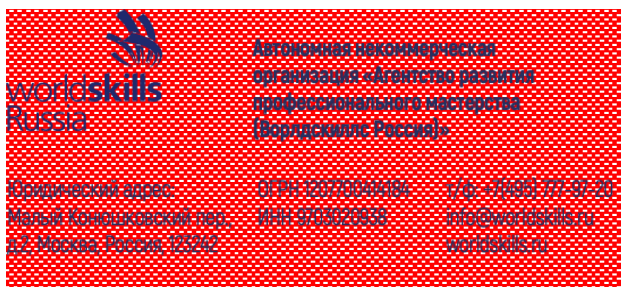 worldskills
Russia
Автономная некоммерческая
организация «Агентство развития
профессионального мастерства
(Ворлдскиллс Россия)»
Юридический адрес:
Малый Конюшковский пер.,
д.2, Москва, Россия, 123242
ОГРН 1207700414184
ИНН 9703020938
т/ф: +7(495) 777-97-20
info@worldskills.ru
worldskills.ru